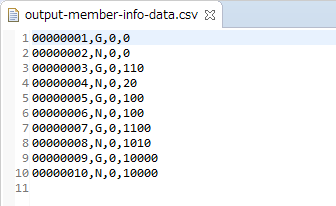 output-member-info-data.csv
1 00000001,G,0,0
2 00000002,N,0,0
3 00000003,G,0,110
4 00000004,N,0,20
5 00000005,G,0,100
6 00000006,N,0,100
7 00000007,G,0,1100
8 00000008,N,0,1010
9 00000009,G,0,10000
10 00000010,N,0,10000
11